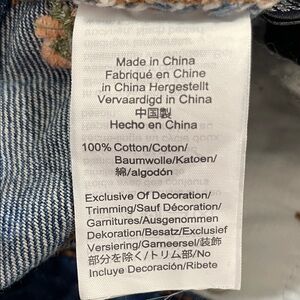 Made in China
Fabriqué en Chine
in China Hergestellt
Vervaardigd in China
中国製
Hecho en China
100% Cotton/Coton/
Baumwolle/Katoen/
綿/algodón
Exclusive Of Decoration/
Trimming/Sauf Décoration/
Garnitures/Ausgenommen
Dekoration/Besatz/Exclusief
Versiering/Garneersel/装飾
部分を除く/トリム部/No
Incluye Decoración/Ribete